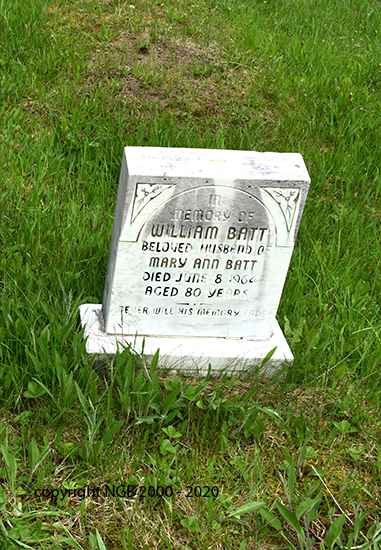 IN
MEMORY OF
WILLIAM BATT
BELOVED HUSBAND OF
MARY ANN BATT
DIED JUNE 8 1964
AGED 80 YEARS
EVER WILL HIS MEMORY FADE
copyright NGB 2000 - 2020